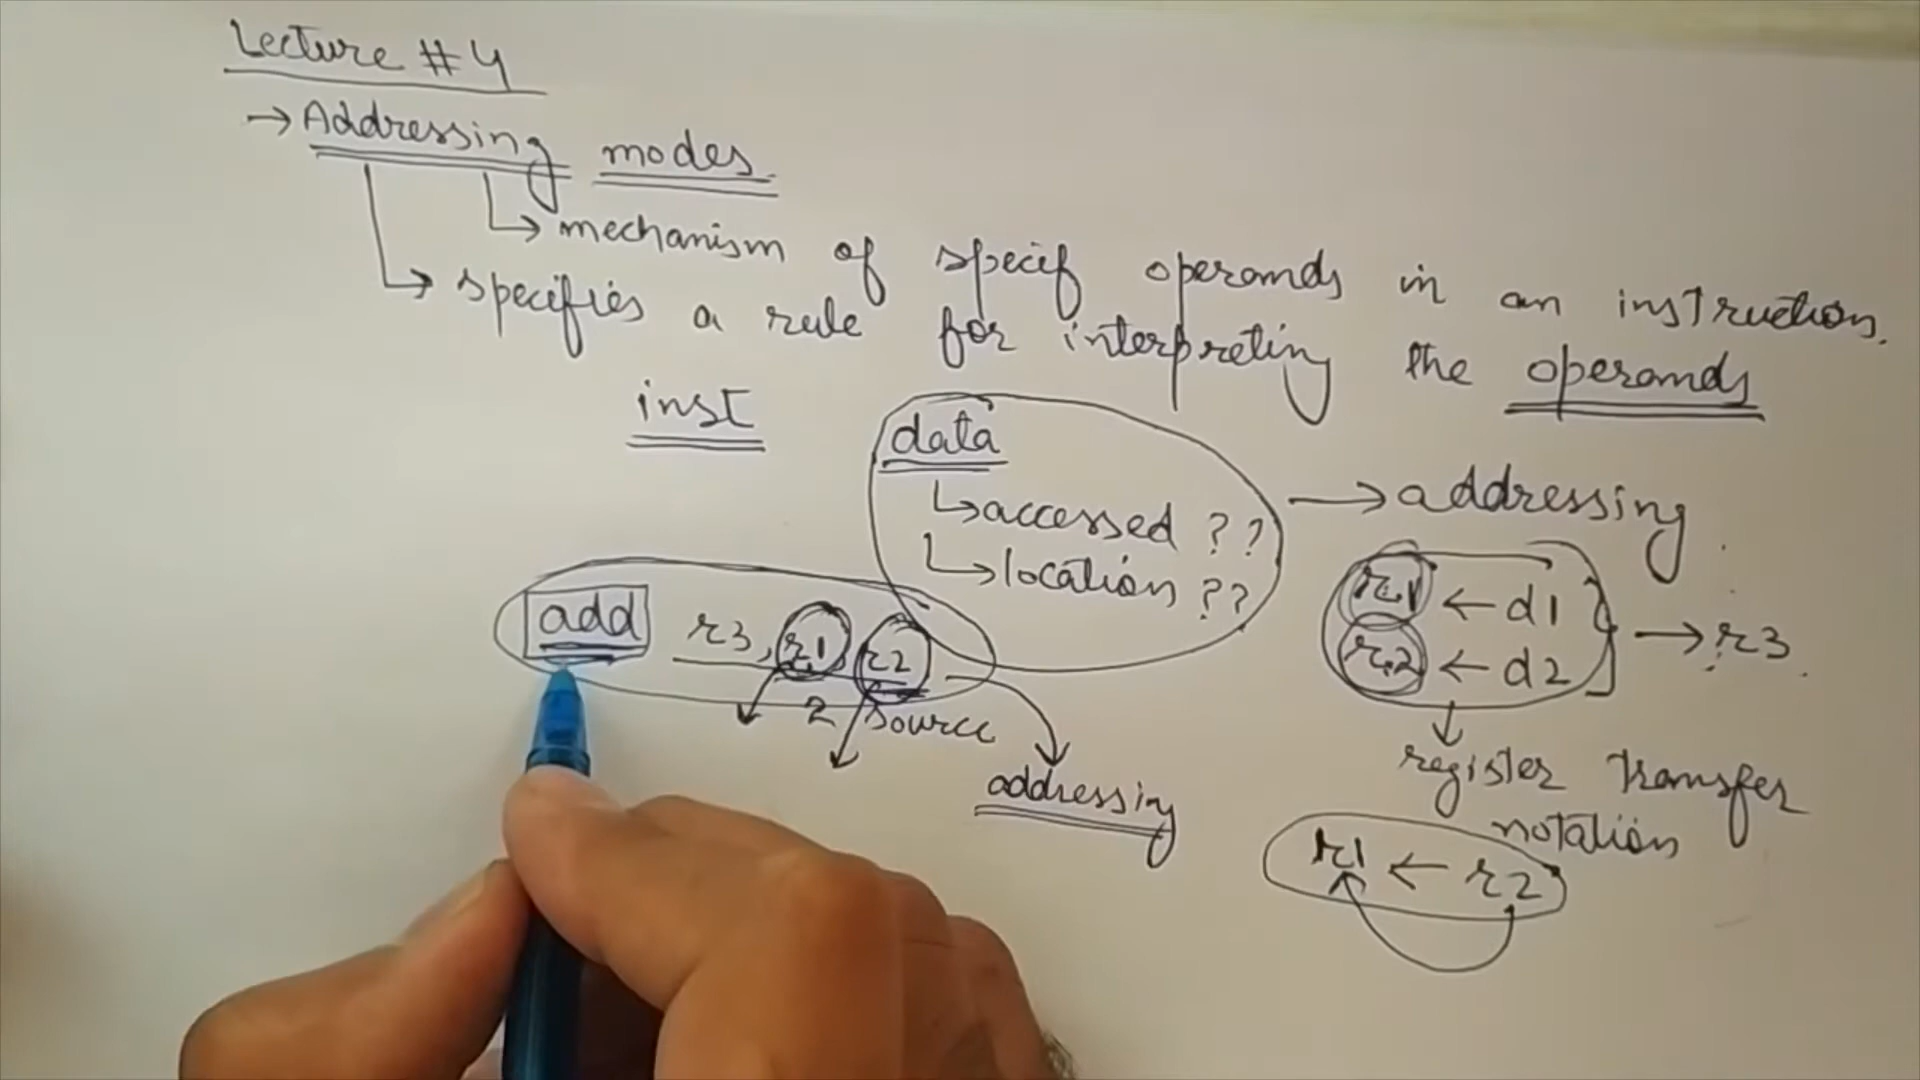 Lecture #4
→ Addressing modes
↳ mechanism of specif operands in an instruction.
↳ specifies a rule for interpreting the operands
inst
data
↳ accessed ??
↳ location ??
→ addressing
add r3, r1, r2
2 source
addressing
r1 ← d1
r2 ← d2
→ r3
register transfer
notation
r1 ← r2